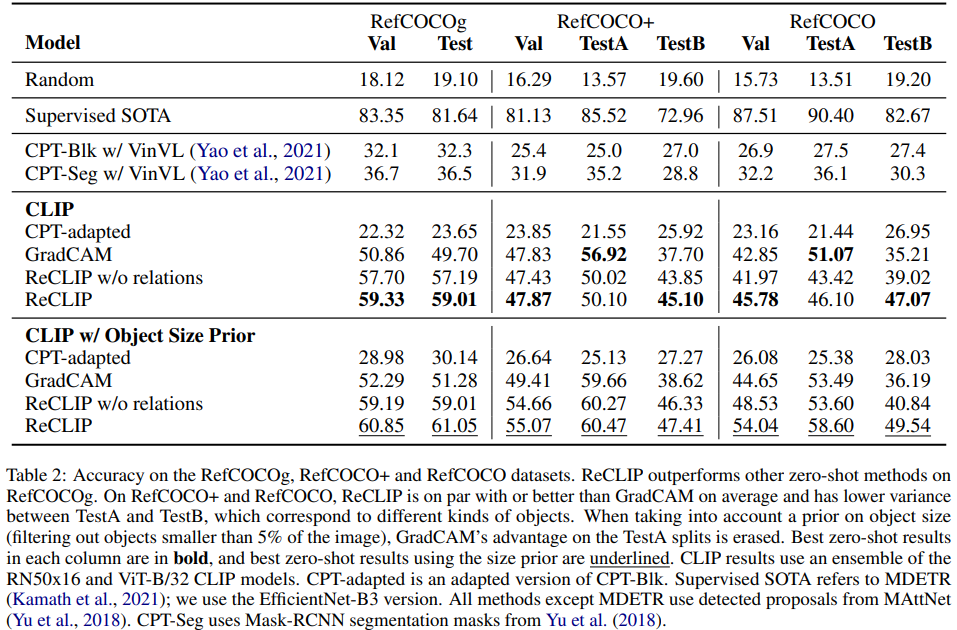 RefCOCOg RefCOCO+ RefCOCO
Model Val Test Val TestA TestB Val TestA TestB
Random 18.12 19.10 16.29 13.57 19.60 15.73 13.51 19.20
Supervised SOTA 83.35 81.64 81.13 85.52 72.96 87.51 90.40 82.67
CPT-Blk w/ VinVL (Yao et al., 2021) 32.1 32.3 25.4 25.0 27.0 26.9 27.5 27.4
CPT-Seg w/ VinVL (Yao et al., 2021) 36.7 36.5 31.9 35.2 28.8 32.2 36.1 30.3
CLIP
CPT-adapted 22.32 23.65 23.85 21.55 25.92 23.16 21.44 26.95
GradCAM 50.86 49.70 47.83 56.92 37.70 42.85 51.07 35.21
ReCLIP w/o relations 57.70 57.19 47.43 50.02 43.85 41.97 43.42 39.02
ReCLIP 59.33 59.01 47.87 50.10 45.10 45.78 46.10 47.07
CLIP w/ Object Size Prior
CPT-adapted 28.98 30.14 26.64 25.13 27.27 26.08 25.38 28.03
GradCAM 52.29 51.28 49.41 59.66 38.62 44.65 53.49 36.19
ReCLIP w/o relations 59.19 59.01 54.66 60.27 46.33 48.53 53.60 40.84
ReCLIP 60.85 61.05 55.07 60.47 47.41 54.04 58.60 49.54
Table 2: Accuracy on the RefCOCOg, RefCOCO+ and RefCOCO datasets. ReCLIP outperforms other zero-shot methods on
RefCOCOg. On RefCOCO+ and RefCOCO, ReCLIP is on par with or better than GradCAM on average and has lower variance
between TestA and TestB, which correspond to different kinds of objects. When taking into account a prior on object size
(filtering out objects smaller than 5% of the image), GradCAM's advantage on the TestA splits is erased. Best zero-shot results
in each column are in bold, and best zero-shot results using the size prior are underlined. CLIP results use an ensemble of the
RN50x16 and ViT-B/32 CLIP models. CPT-adapted is an adapted version of CPT-Blk. Supervised SOTA refers to MDETR
(Kamath et al., 2021); we use the EfficientNet-B3 version. All methods except MDETR use detected proposals from MAttNet
(Yu et al., 2018). CPT-Seg uses Mask-RCNN segmentation masks from Yu et al. (2018).